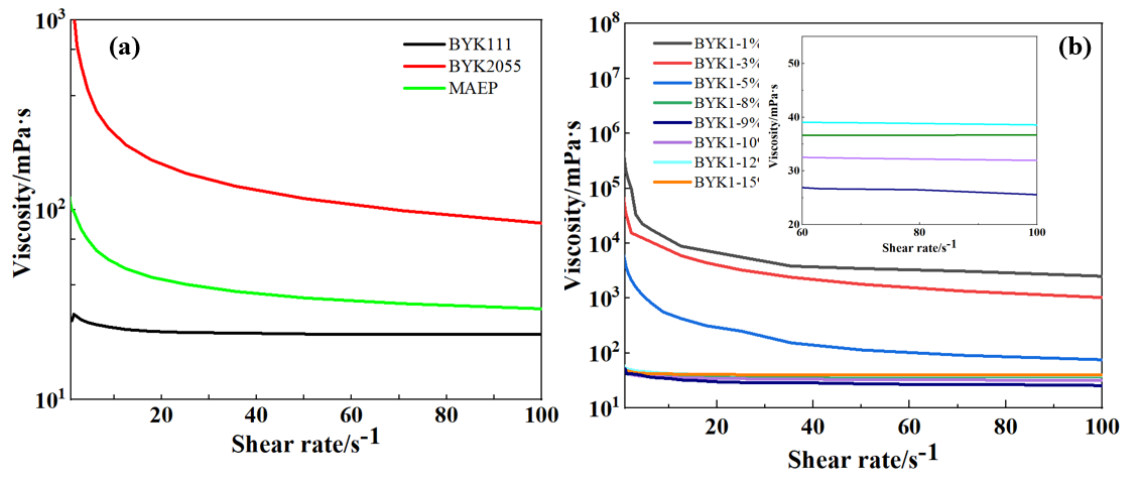 (a)
BYK111
BYK2055
MAEP
10³
10²
10¹
Viscosity/mPa·s
20
40
60
80
100
Shear rate/s⁻¹
(b)
BYK1-1%
BYK1-3%
BYK1-5%
BYK1-8%
BYK1-9%
BYK1-10
BYK1-12
BYK1-15
10⁸
10⁷
10⁶
10⁵
10⁴
10³
10²
10¹
Viscosity/mPa·s
20
40
60
80
100
Shear rate/s⁻¹
50
40
30
20
Viscosity/mPa·s
60
80
100
Shear rate/s⁻¹